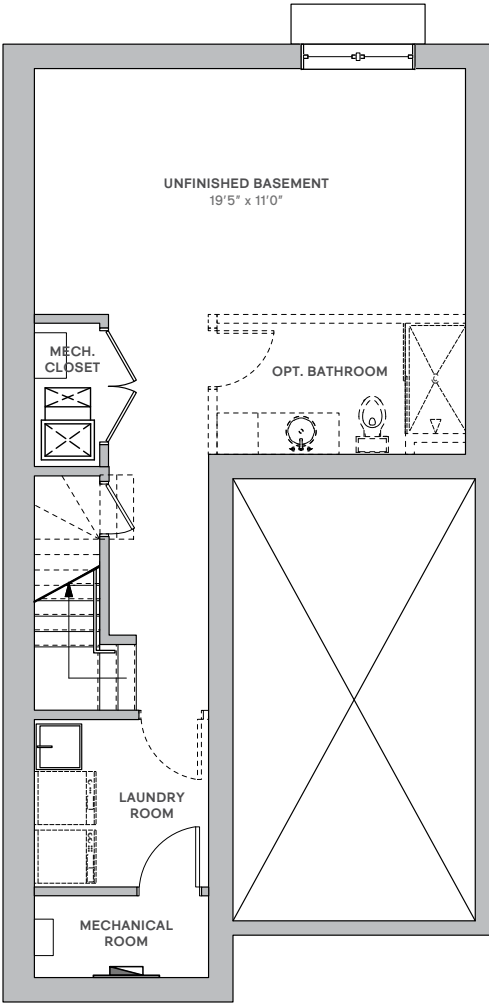 UNFINISHED BASEMENT
19'5" x 11'0"
MECH.
CLOSET
OPT. BATHROOM
LAUNDRY
ROOM
MECHANICAL
ROOM